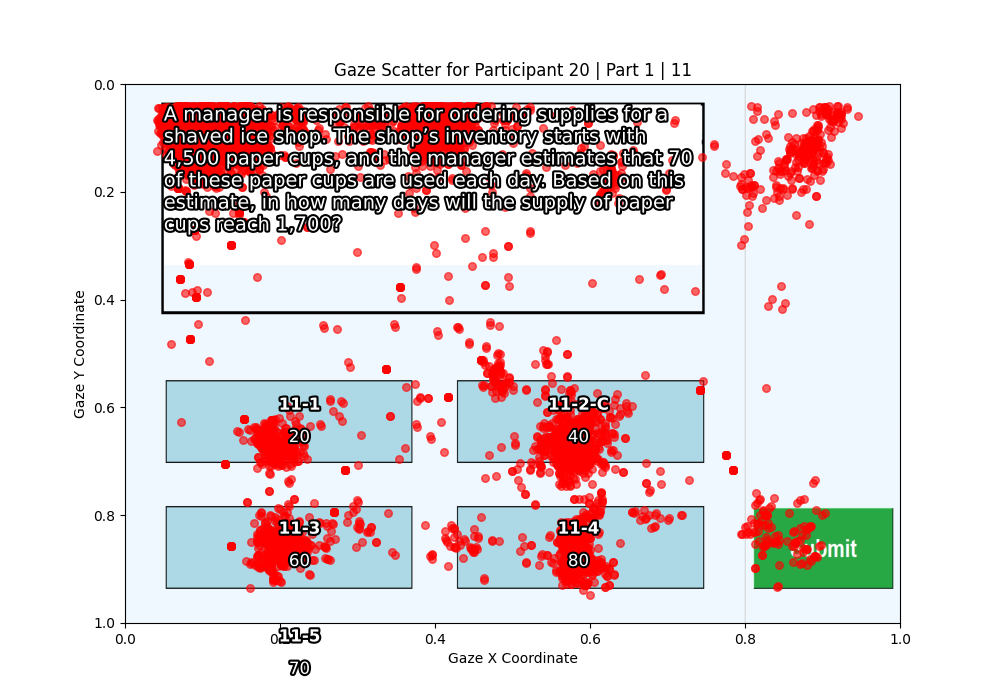 Gaze Scatter for Participant 20 | Part 1 | 11
0.0
0.2
0.4
0.6
0.8
1.0
Gaze Y Coordinate
A manager is responsible for ordering supplies for a
shaved ice shop. The shop's inventory starts with
4,500 paper cups, and the manager estimates that 70
of these paper cups are used each day. Based on this
estimate, in how many days will the supply of paper
cups reach 1,700?
11-1
20
11-2-C
40
11-3
60
11-4
80
Submit
0.0
0.2
0.4
0.6
0.8
1.0
11-5
70
Gaze X Coordinate